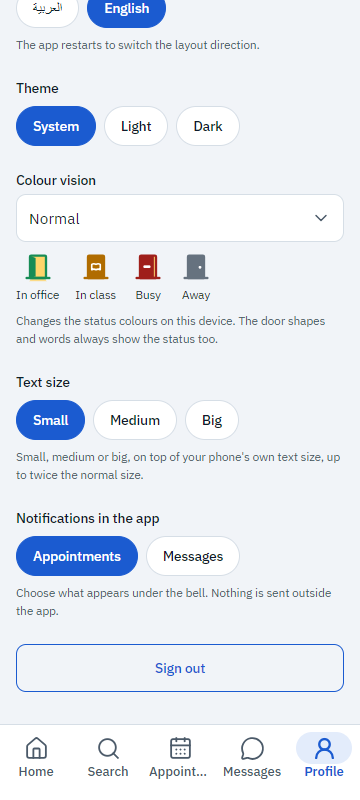 العربية
English
The app restarts to switch the layout direction.
Theme
System
Light
Dark
Colour vision
Normal
In office
In class
Busy
Away
Changes the status colours on this device. The door shapes
and words always show the status too.
Text size
Small
Medium
Big
Small, medium or big, on top of your phone's own text size, up
to twice the normal size.
Notifications in the app
Appointments
Messages
Choose what appears under the bell. Nothing is sent outside
the app.
Sign out
Home
Search
Appoint...
Messages
Profile